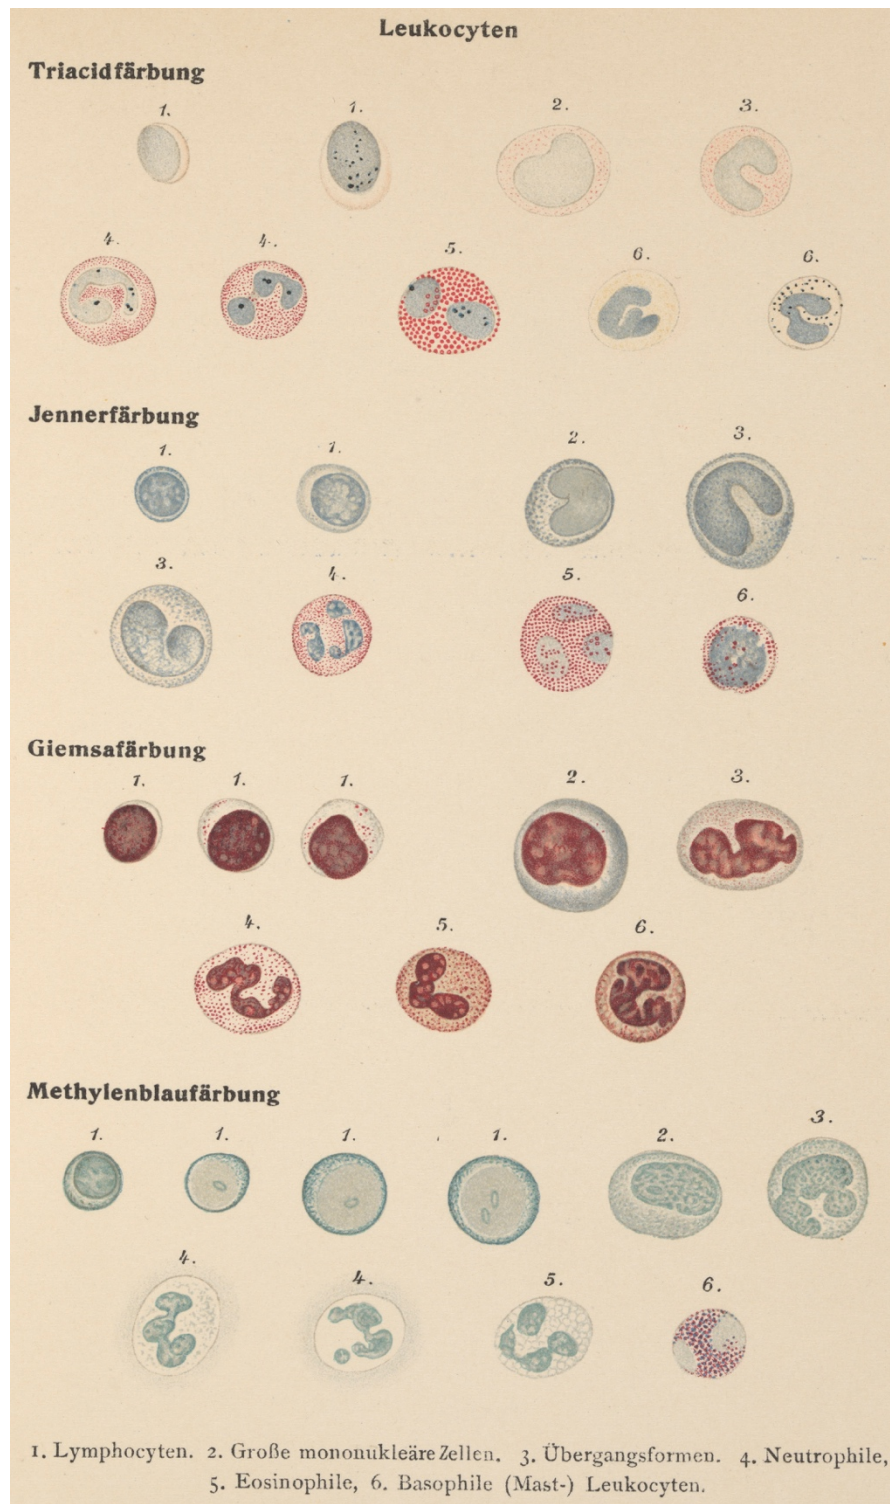 Leukocyten
Triacidfärbung
1. 1. 2. 3.
4. 4. 5. 6. 6.
Jennerfärbung
1. 1. 2. 3.
3. 4. 5. 6.
Giemsafärbung
1. 1. 1. 2. 3.
4. 5. 6.
Methylenblaufärbung
1. 1. 1. 1. 2. 3.
4. 4. 5. 6.
1. Lymphocyten. 2. Große mononukleäre Zellen. 3. Übergangsformen. 4. Neutrophile,
5. Eosinophile, 6. Basophile (Mast-) Leukocyten.